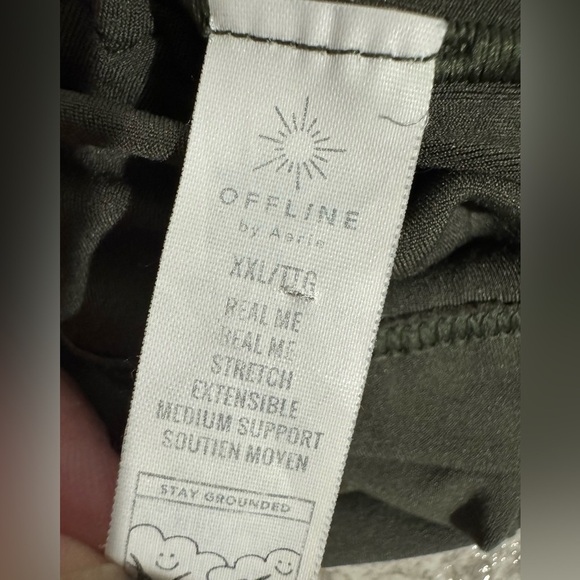 OFFLINE
by Aerie
XXL/TTG
REAL ME
REAL ME
STRETCH
EXTENSIBLE
MEDIUM SUPPORT
SOUTIEN MOYEN
STAY GROUNDED